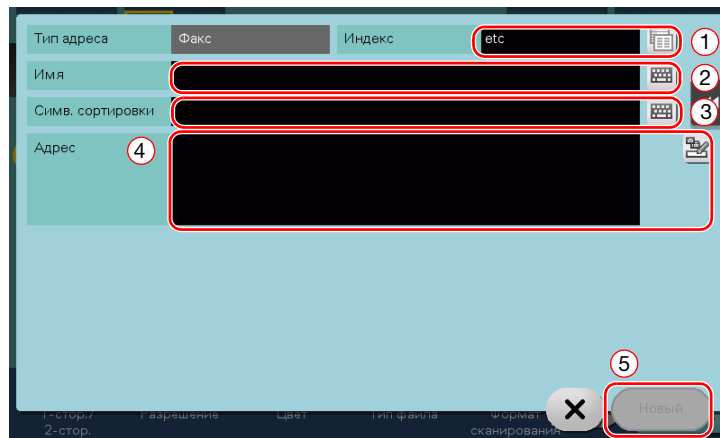 Тип адреса Факс Индекс etc 1
Имя 2
Симв. сортировки 3
Адрес 4
5
Новый
1-стор./ Разрешение Цвет Тип файла Формат
2-стор. сканирования